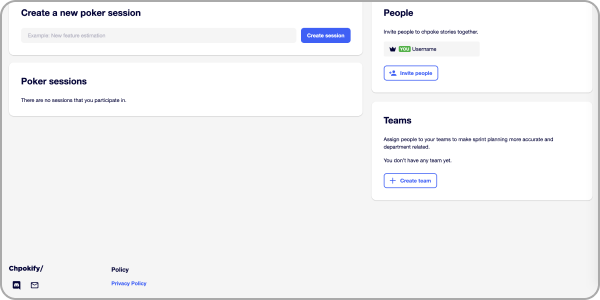 Create a new poker session
Example: New feature estimation
Create session
Poker sessions
There are no sessions that you participate in.
People
Invite people to chpoke stories together.
YOU Username
Invite people
Teams
Assign people to your teams to make sprint planning more accurate and
department related.
You don't have any team yet.
Create team
Chpokify/
Policy
Privacy Policy